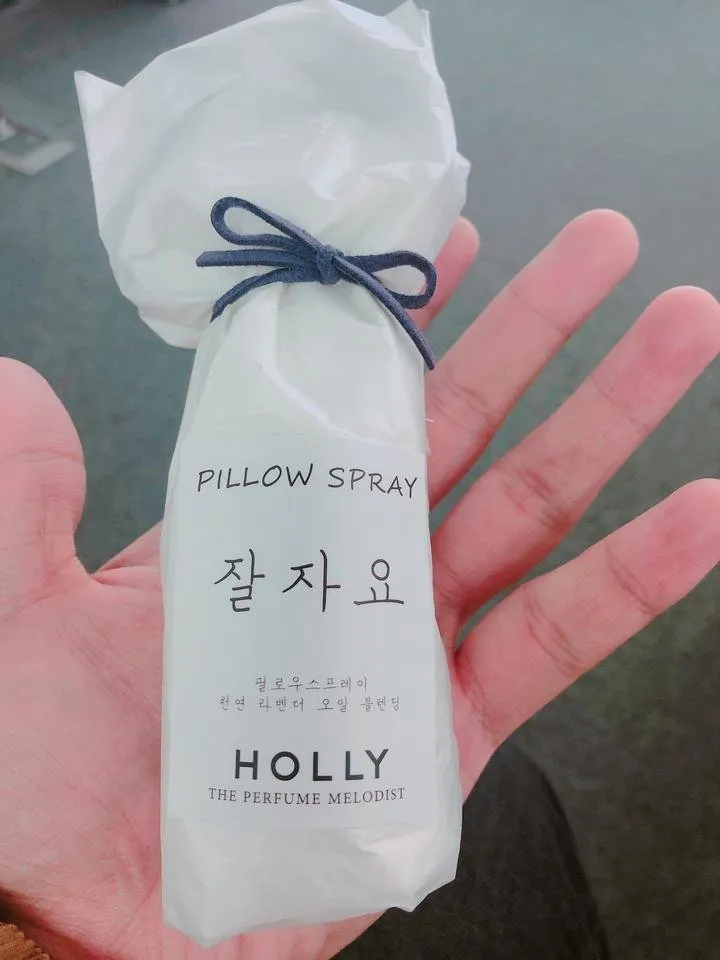 PILLOW SPRAY
잘 자 요
필로우스프레이
천연 라벤더 오일 블렌딩
HOLLY
THE PERFUME MELODIST